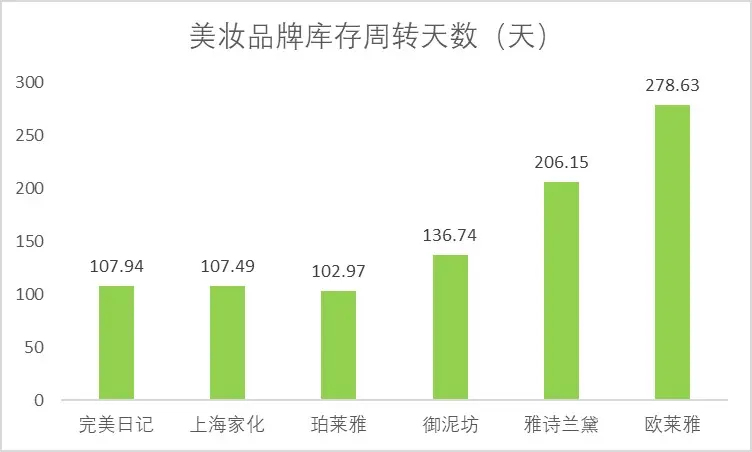 美妆品牌库存周转天数（天）
300
250
200
150
100
50
0
107.94
107.49
102.97
136.74
206.15
278.63
完美日记
上海家化
珀莱雅
御泥坊
雅诗兰黛
欧莱雅